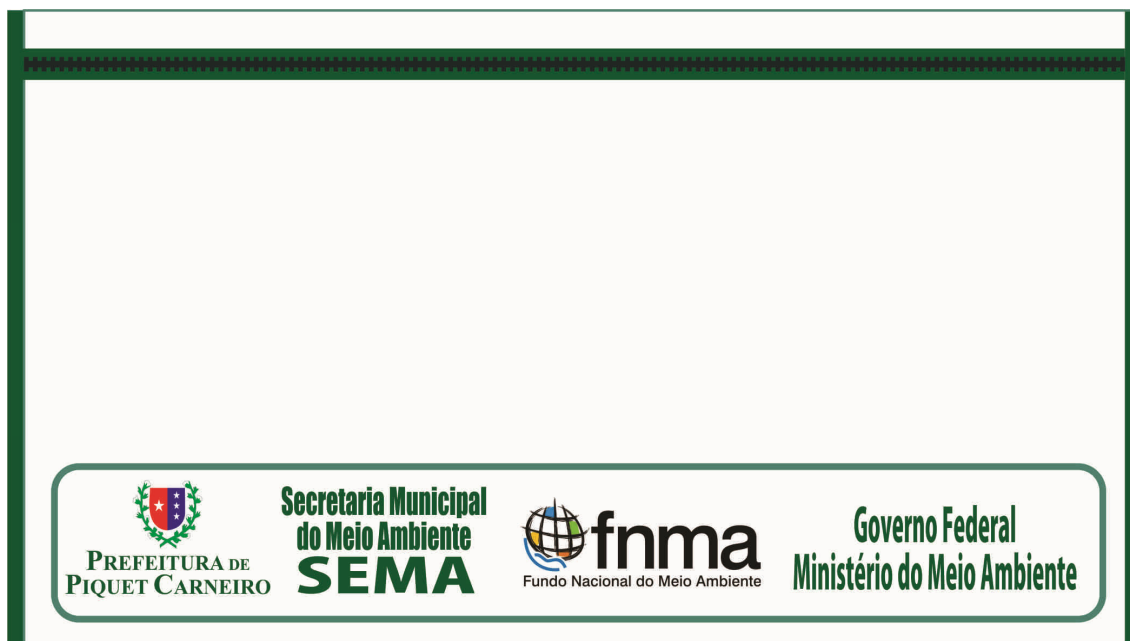 PREFEITURA DE
PIQUET CARNEIRO
Secretaria Municipal
do Meio Ambiente
SEMA
fnma
Fundo Nacional do Meio Ambiente
Governo Federal
Ministério do Meio Ambiente